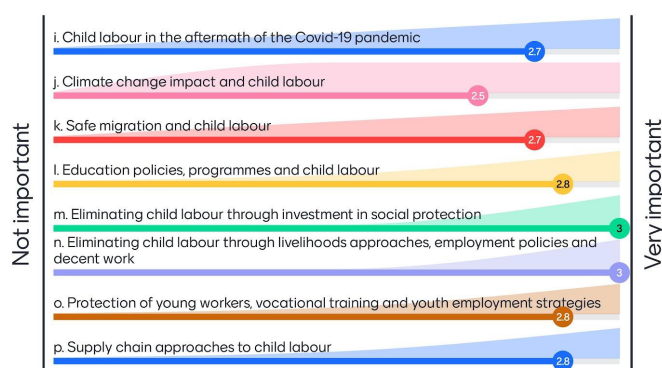 i. Child labour in the aftermath of the Covid-19 pandemic
2.7
j. Climate change impact and child labour
2.5
k. Safe migration and child labour
2.7
l. Education policies, programmes and child labour
2.8
m. Eliminating child labour through investment in social protection
3
n. Eliminating child labour through livelihoods approaches, employment policies and
decent work
3
o. Protection of young workers, vocational training and youth employment strategies
2.8
p. Supply chain approaches to child labour
2.8
Not important
Very important